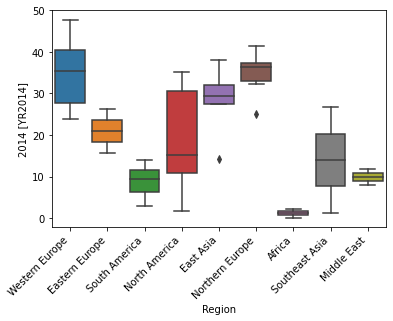 50
40
30
20
10
0
2014 [YR2014]
Western Europe
Eastern Europe
South America
North America
East Asia
Northern Europe
Africa
Southeast Asia
Middle East
Region